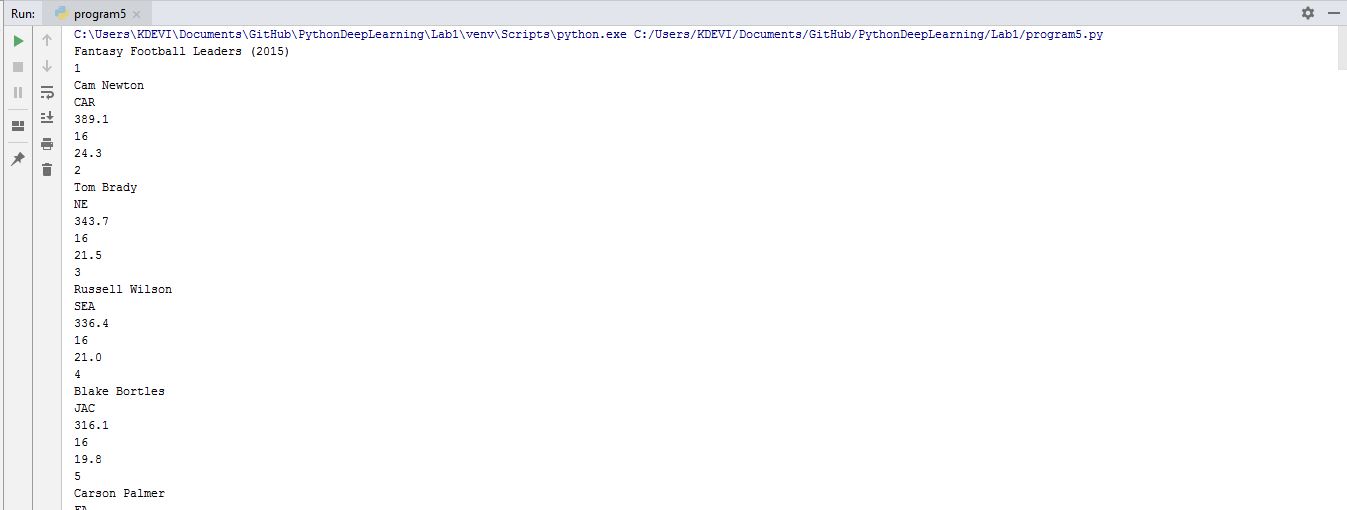 Run: program5
C:\Users\KDEVI\Documents\GitHub\PythonDeepLearning\Lab1\venv\Scripts\python.exe C:/Users/KDEVI/Documents/GitHub/PythonDeepLearning/Lab1/program5.py
Fantasy Football Leaders (2015)
1
Cam Newton
CAR
389.1
16
24.3
2
Tom Brady
NE
343.7
16
21.5
3
Russell Wilson
SEA
336.4
16
21.0
4
Blake Bortles
JAC
316.1
16
19.8
5
Carson Palmer